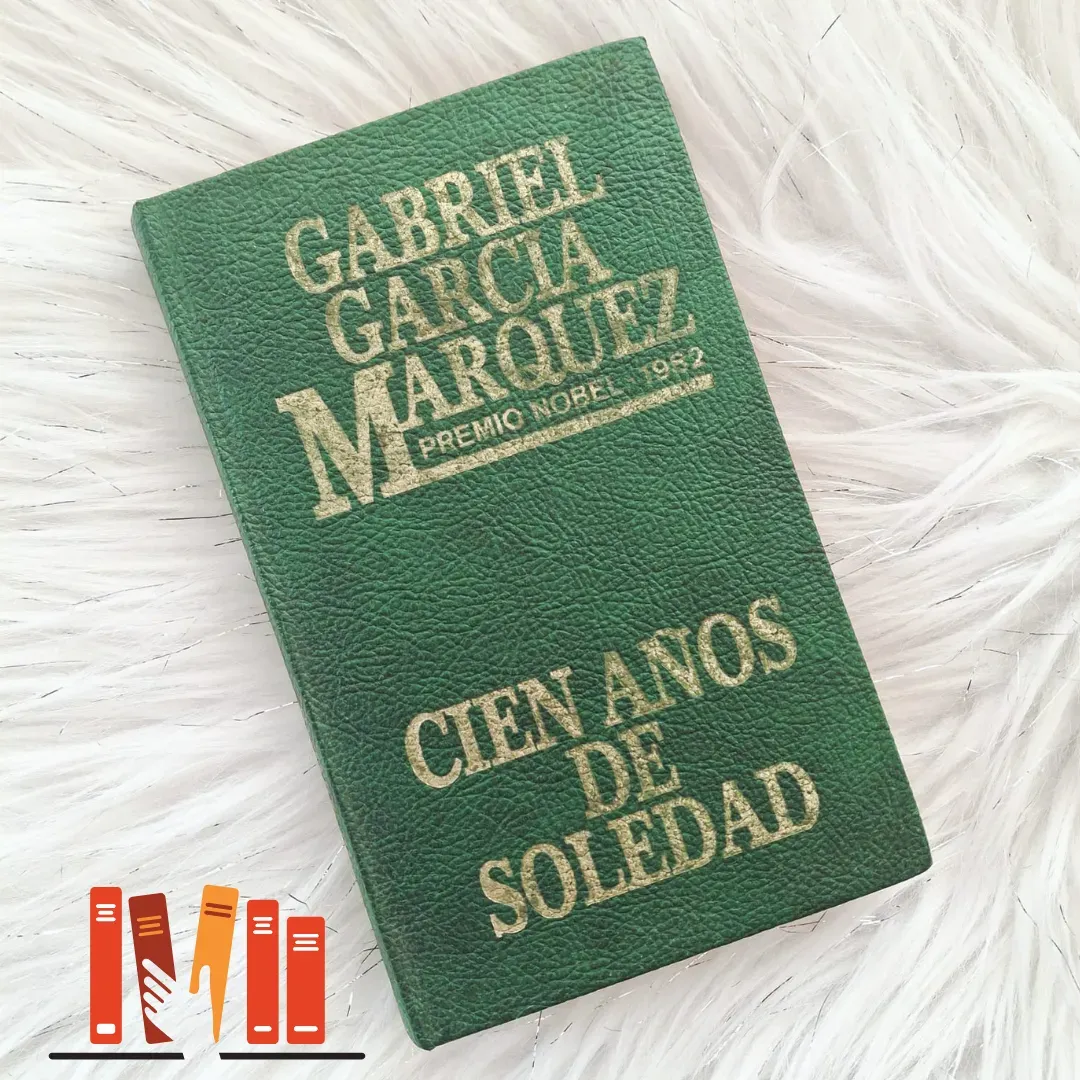 GABRIEL
GARCIA
MARQUEZ
PREMIO NOBEL-1982
CIEN AÑOS
DE
SOLEDAD